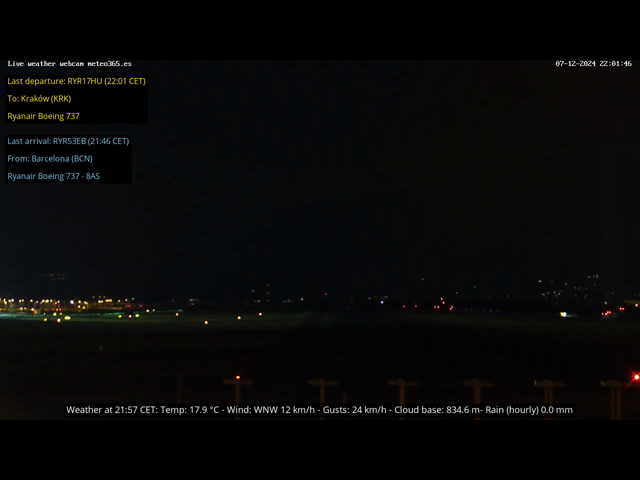 Live weather webcam meteo365.es
07-12-2024 22:01:46
Last departure: RYR17HU (22:01 CET)
To: Kraków (KRK)
Ryanair Boeing 737
Last arrival: RYR53EB (21:46 CET)
From: Barcelona (BCN)
Ryanair Boeing 737 - 8AS
Weather at 21:57 CET: Temp: 17.9 °C - Wind: WNW 12 km/h - Gusts: 24 km/h - Cloud base: 834.6 m- Rain (hourly) 0.0 mm